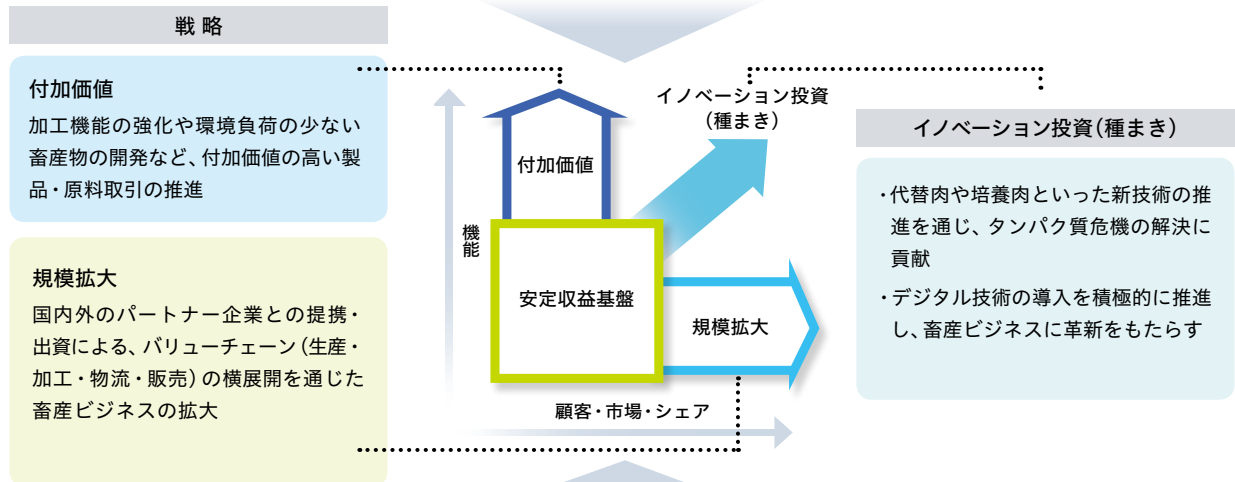 戦略
付加価値
加工機能の強化や環境負荷の少ない
畜産物の開発など、付加価値の高い製
品・原料取引の推進
規模拡大
国内外のパートナー企業との提携・
出資による、バリューチェーン(生産・
加工・物流・販売)の横展開を通じた
畜産ビジネスの拡大
機能
付加価値
イノベーション投資
(種まき)
安定収益基盤
規模拡大
顧客・市場・シェア
イノベーション投資(種まき)
・代替肉や培養肉といった新技術の推
進を通じ、タンパク質危機の解決に
貢献
・デジタル技術の導入を積極的に推進
し、畜産ビジネスに革新をもたらす